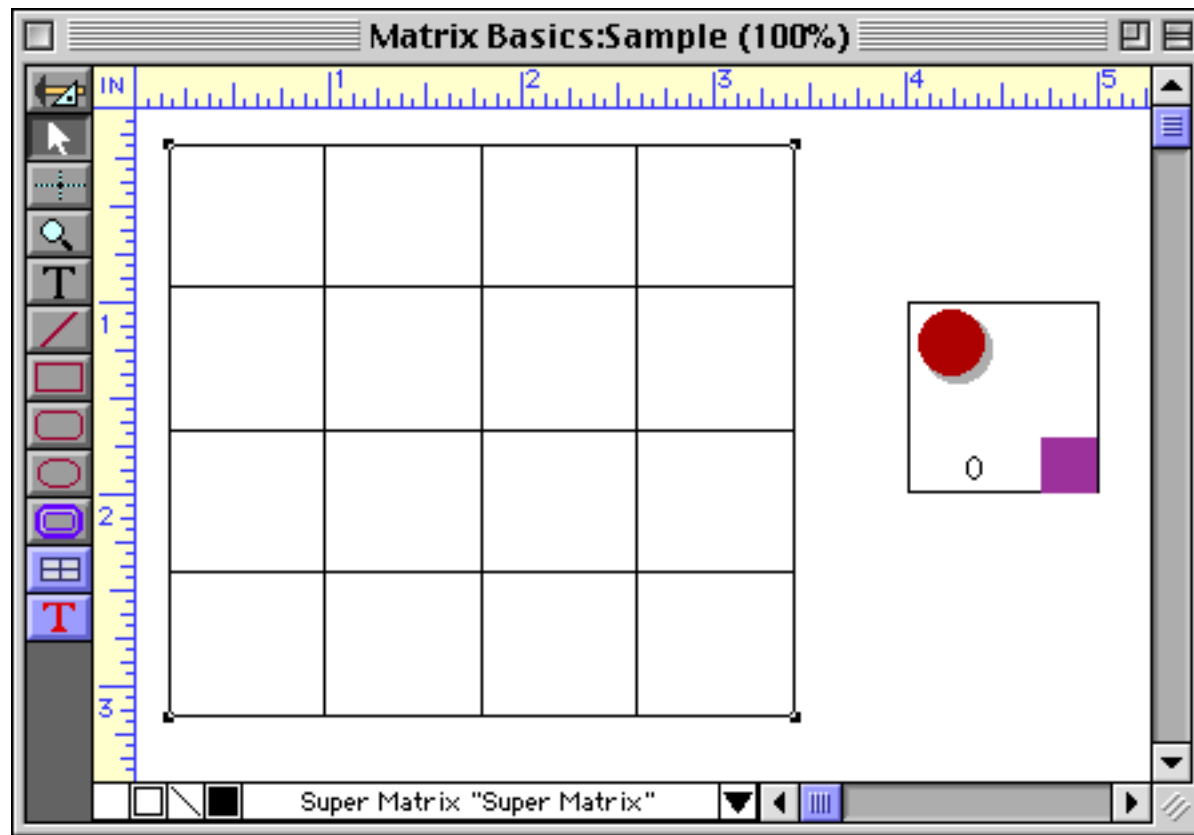 Matrix Basics:Sample (100%)
IN 1 2 3 4 5
T
1
0
2
T
3
Super Matrix "Super Matrix"